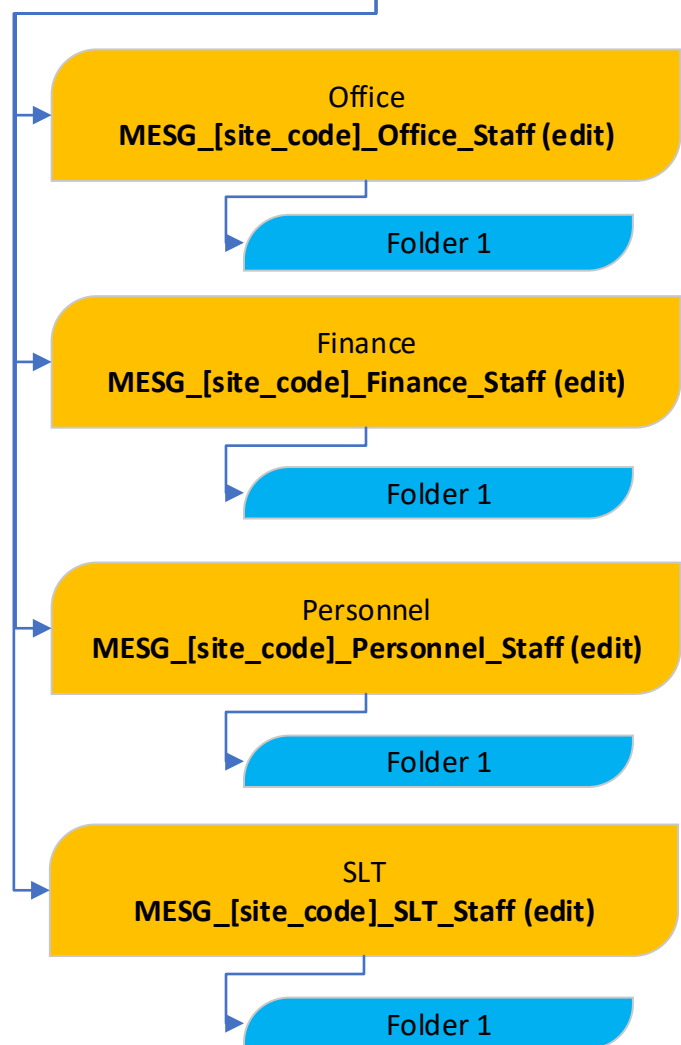 Office
MESG_[site_code]_Office_Staff (edit)
Folder 1
Finance
MESG_[site_code]_Finance_Staff (edit)
Folder 1
Personnel
MESG_[site_code]_Personnel_Staff (edit)
Folder 1
SLT
MESG_[site_code]_SLT_Staff (edit)
Folder 1